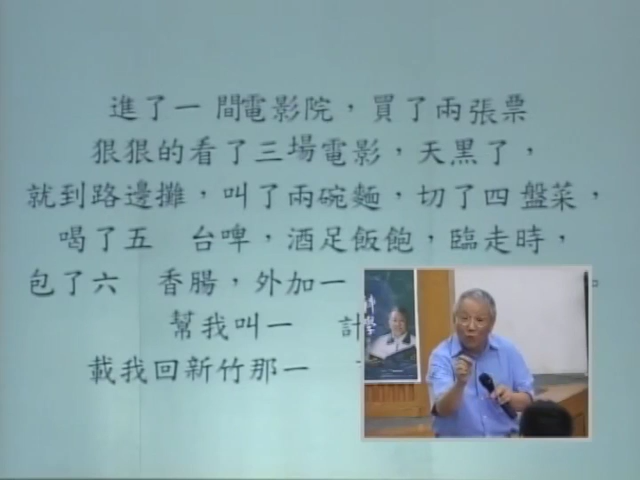 進了一 間電影院，買了兩張票
狠狠的看了三場電影，天黑了，
就到路邊攤，叫了兩碗麵，切了四 盤菜，
喝了五 台啤，酒足飯飽，臨走時，
包了六 香腸，外加一 。
幫我叫一 計
載我回新竹那一